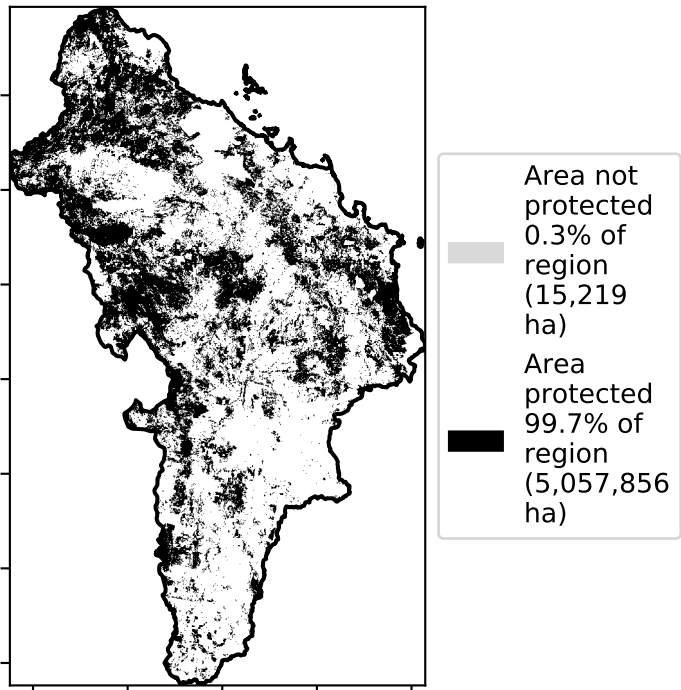 Area not
protected
0.3% of
region
(15,219
ha)
Area
protected
99.7% of
region
(5,057,856
ha)